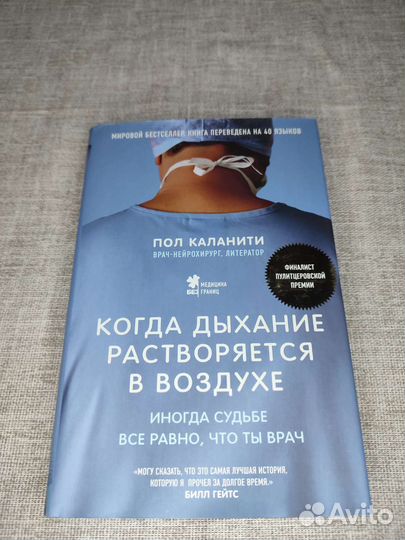 МИРОВОЙ БЕСТСЕЛЛЕР. КНИГА ПЕРЕВЕДЕНА НА 40 ЯЗЫКОВ
ПОЛ КАЛАНИТИ
ВРАЧ-НЕЙРОХИРУРГ, ЛИТЕРАТОР
ФИНАЛИСТ
ПУЛИТЦЕРОВСКОЙ
ПРЕМИИ
МЕДИЦИНА
БЕЗ ГРАНИЦ
КОГДА ДЫХАНИЕ
РАСТВОРЯЕТСЯ
В ВОЗДУХЕ
ИНОГДА СУДЬБЕ
ВСЕ РАВНО, ЧТО ТЫ ВРАЧ
«МОГУ СКАЗАТЬ, ЧТО ЭТО САМАЯ ЛУЧШАЯ ИСТОРИЯ,
КОТОРУЮ Я ПРОЧЕЛ ЗА ДОЛГОЕ ВРЕМЯ.»
БИЛЛ ГЕЙТС
Avito